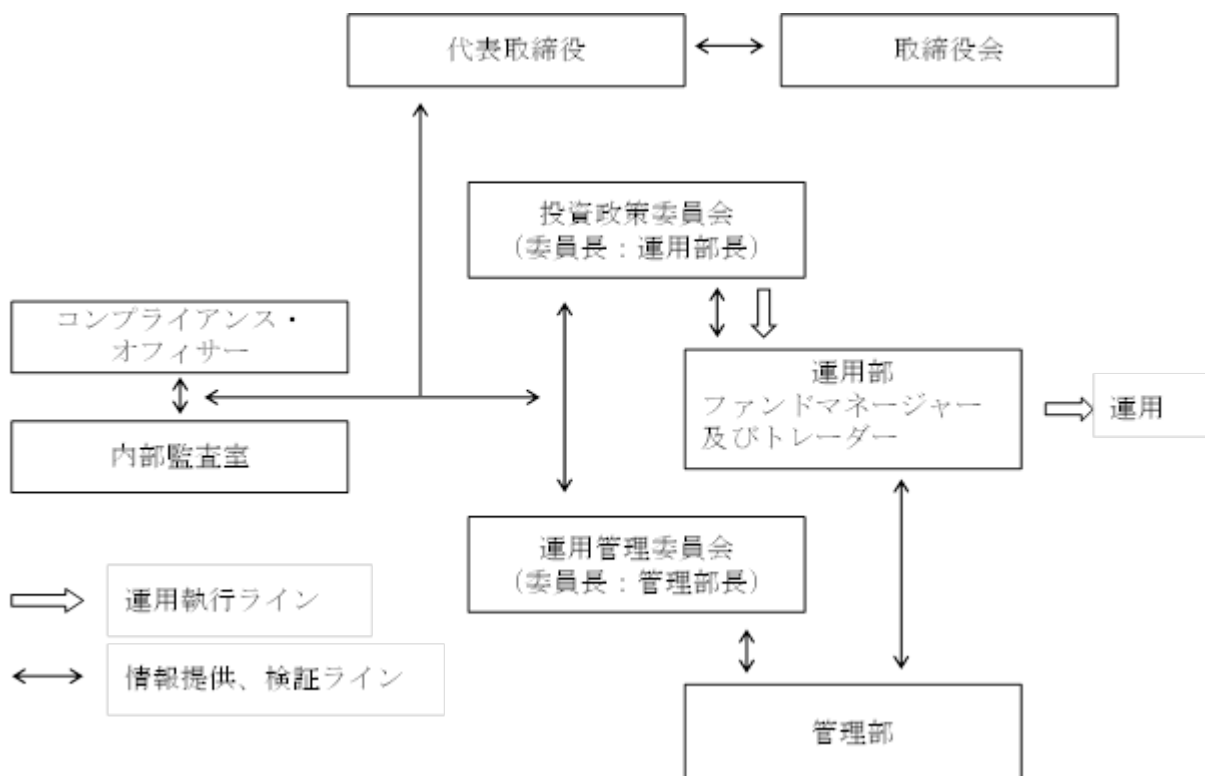 代表取締役
取締役会
投資政策委員会
（委員長：運用部長）
コンプライアンス・
オフィサー
運用部
ファンドマネージャー
及びトレーダー
運用
内部監査室
運用管理委員会
（委員長：管理部長）
運用執行ライン
情報提供、検証ライン
管理部